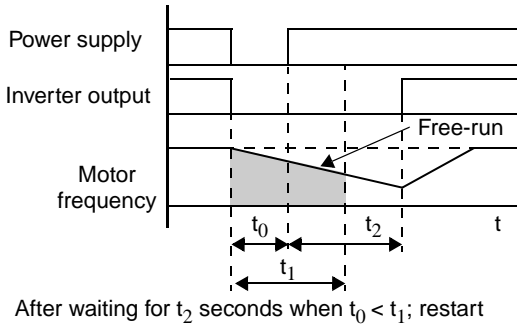 Power supply
Inverter output
Free-run
Motor
frequency
t0 t2 t
t1
After waiting for t2 seconds when t0 < t1; restart